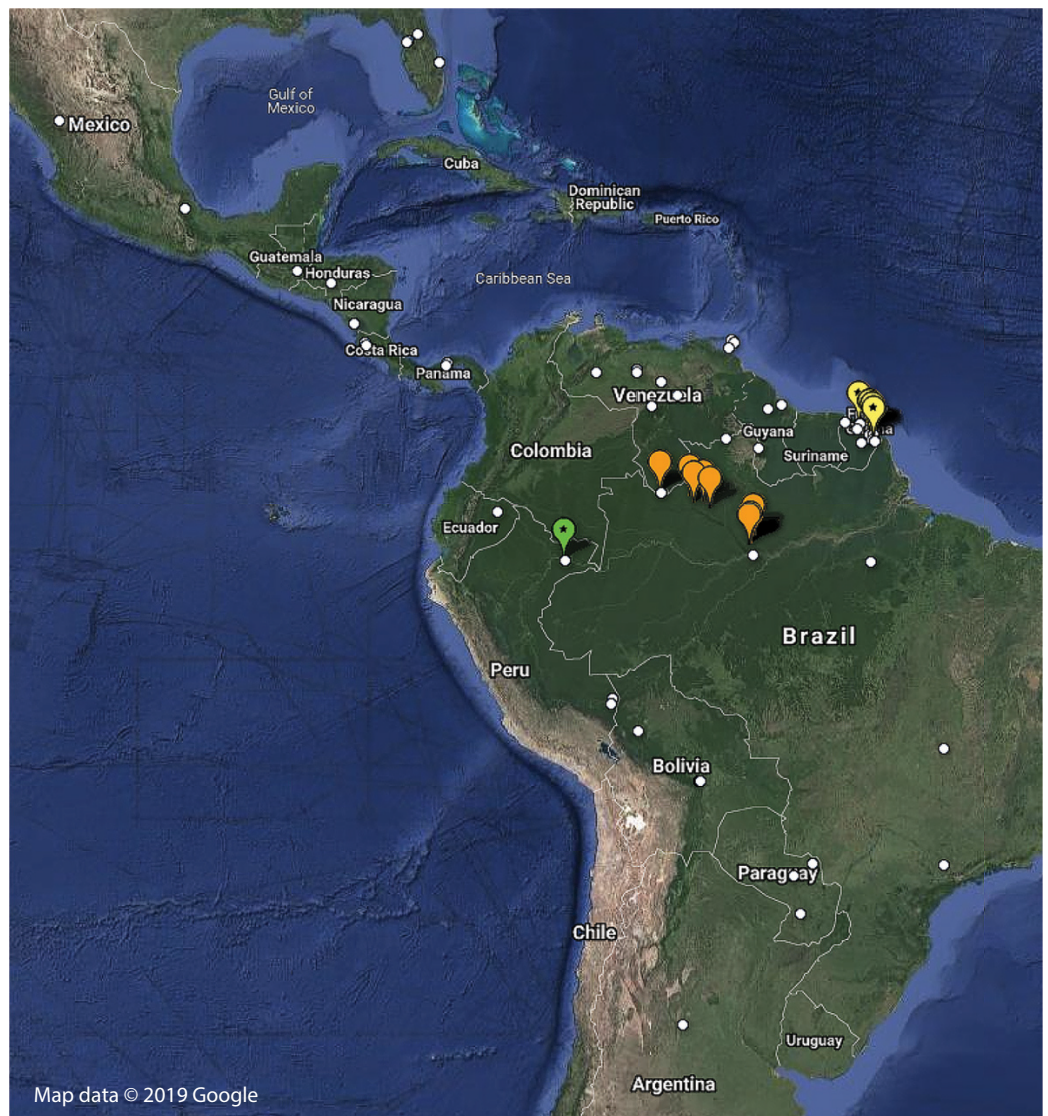 Gulf of
Mexico
Mexico
Cuba
Dominican
Republic
Puerto Rico
Guatemala
Honduras
Caribbean Sea
Nicaragua
Costa Rica
Panama
Venezuela
Guyana
Colombia
Suriname
Ecuador
Brazil
Peru
Bolivia
Paraguay
Chile
Uruguay
Argentina
Map data © 2019 Google